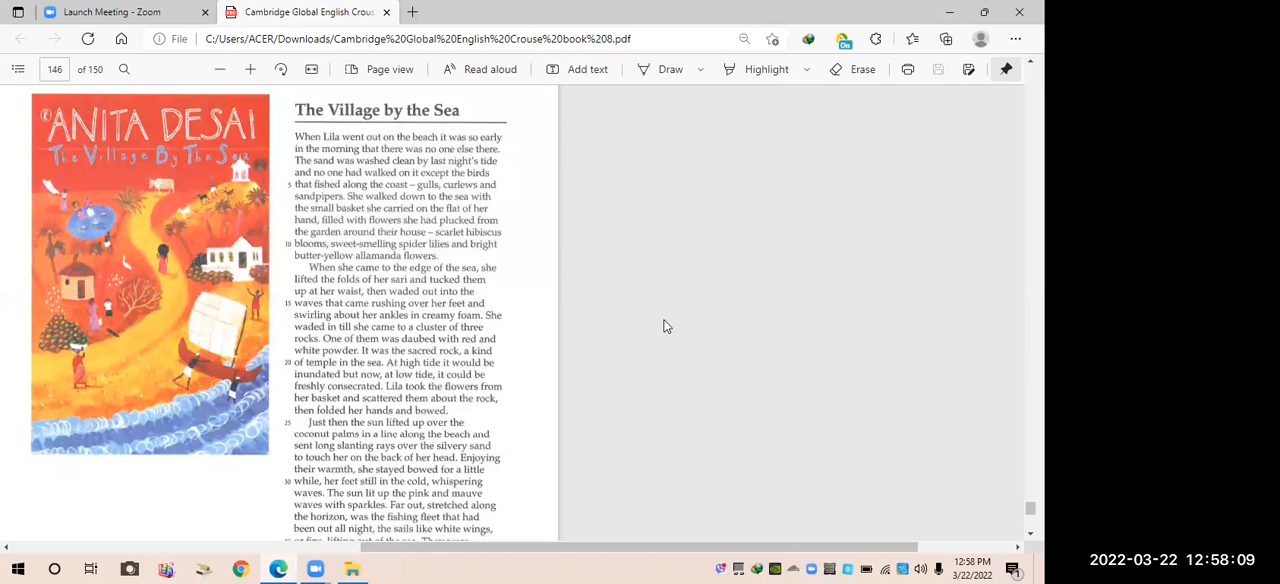 Launch Meeting - Zoom
Cambridge Global English Crous
File
C:/Users/ACER/Downloads/Cambridge%20Global%20English%20Crouse%20book%208.pdf
On
146 of 150
Page view
Read aloud
Add text
Draw
Highlight
Erase
ANITA DESAI
The Village By The Sea
The Village by the Sea
When Lila went out on the beach it was so early
in the morning that there was no one else there.
The sand was washed clean by last night's tide
and no one had walked on it except the birds
5 that fished along the coast – gulls, curlews and
sandpipers. She walked down to the sea with
the small basket she carried on the flat of her
hand, filled with flowers she had plucked from
the garden around their house – scarlet hibiscus
10 blooms, sweet-smelling spider lilies and bright
butter-yellow allamanda flowers.
When she came to the edge of the sea, she
lifted the folds of her sari and tucked them
up at her waist, then waded out into the
15 waves that came rushing over her feet and
swirling about her ankles in creamy foam. She
waded in till she came to a cluster of three
rocks. One of them was daubed with red and
white powder. It was the sacred rock, a kind
20 of temple in the sea. At high tide it would be
inundated but now, at low tide, it could be
freshly consecrated. Lila took the flowers from
her basket and scattered them about the rock,
then folded her hands and bowed.
25 Just then the sun lifted up over the
coconut palms in a line along the beach and
sent long slanting rays over the silvery sand
to touch her on the back of her head. Enjoying
their warmth, she stayed bowed for a little
30 while, her feet still in the cold, whispering
waves. The sun lit up the pink and mauve
waves with sparkles. Far out, stretched along
the horizon, was the fishing fleet that had
been out all night, the sails like white wings,
12:58 PM
3/22/2022
1
2022-03-22 12:58:09